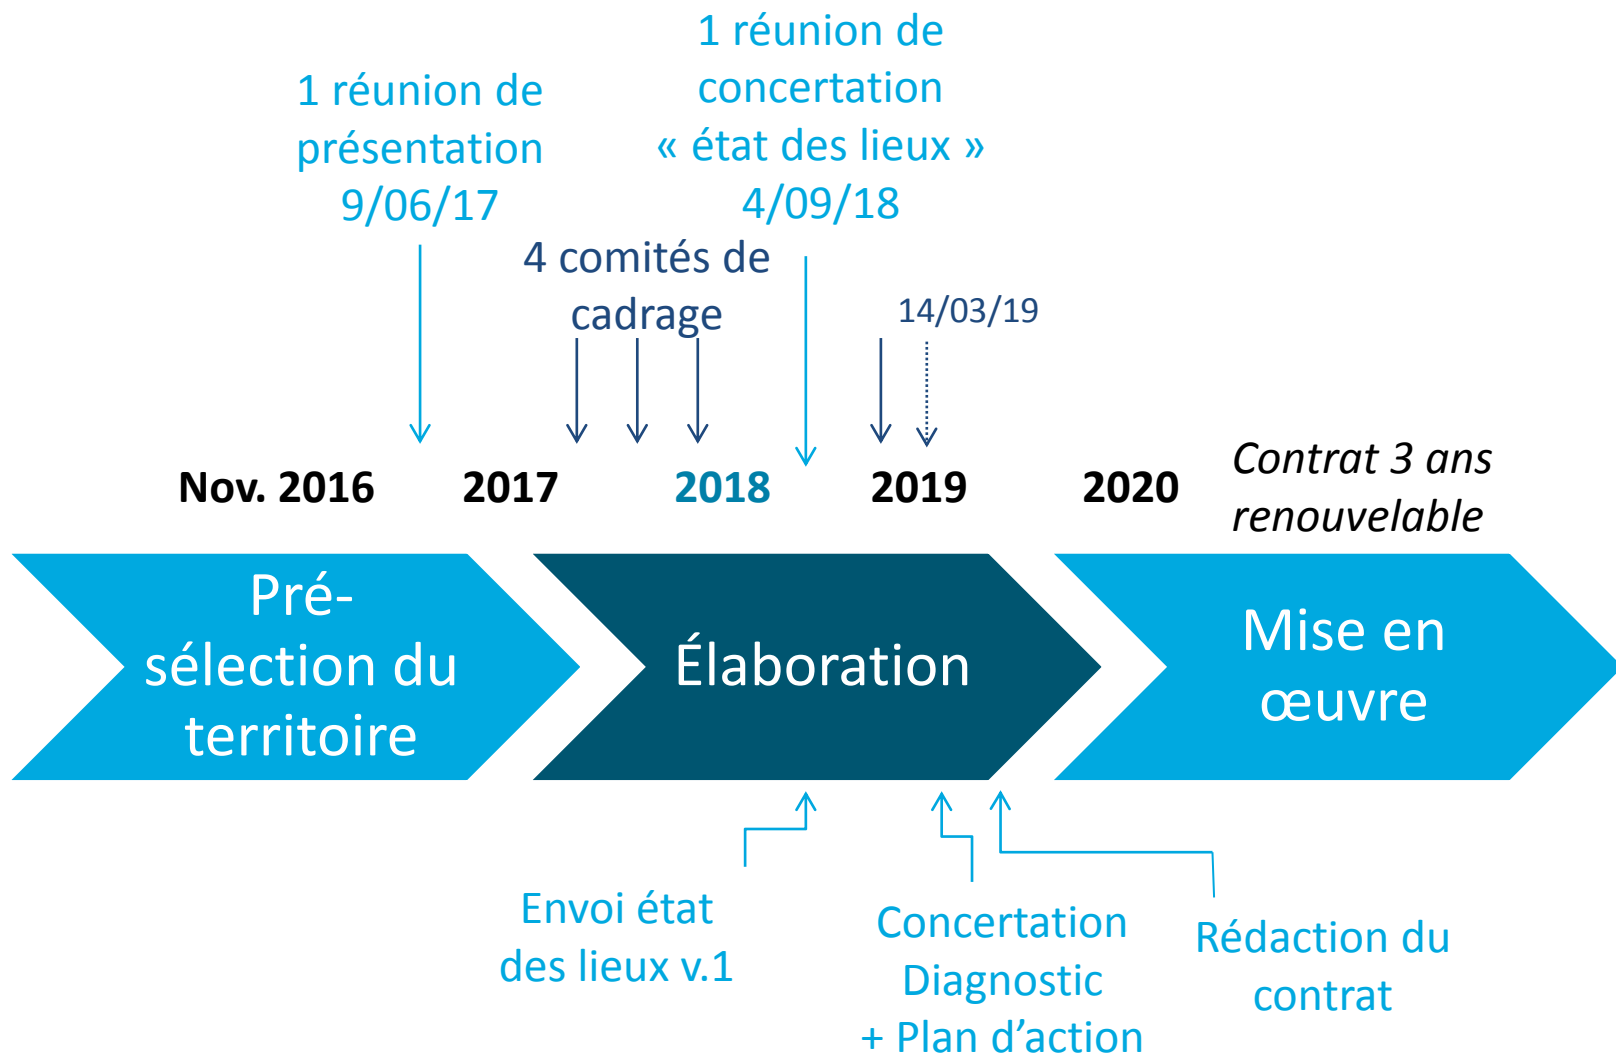 1 réunion de
présentation
9/06/17
1 réunion de
concertation
« état des lieux »
4/09/18
4 comités de
cadrage
14/03/19
Nov. 2016
2017
2018
2019
2020
Contrat 3 ans
renouvelable
Pré-
sélection du
territoire
Élaboration
Mise en
œuvre
Envoi état
des lieux v.1
Concertation
Diagnostic
+ Plan d’action
Rédaction du
contrat